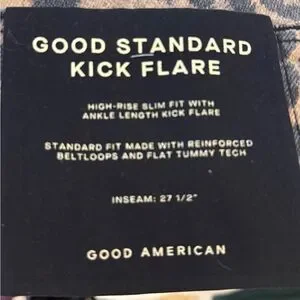 GOOD STANDARD
KICK FLARE
HIGH-RISE SLIM FIT WITH
ANKLE LENGTH KICK FLARE
STANDARD FIT MADE WITH REINFORCED
BELTLOOPS AND FLAT TUMMY TECH
INSEAM: 27 1/2"
GOOD AMERICAN